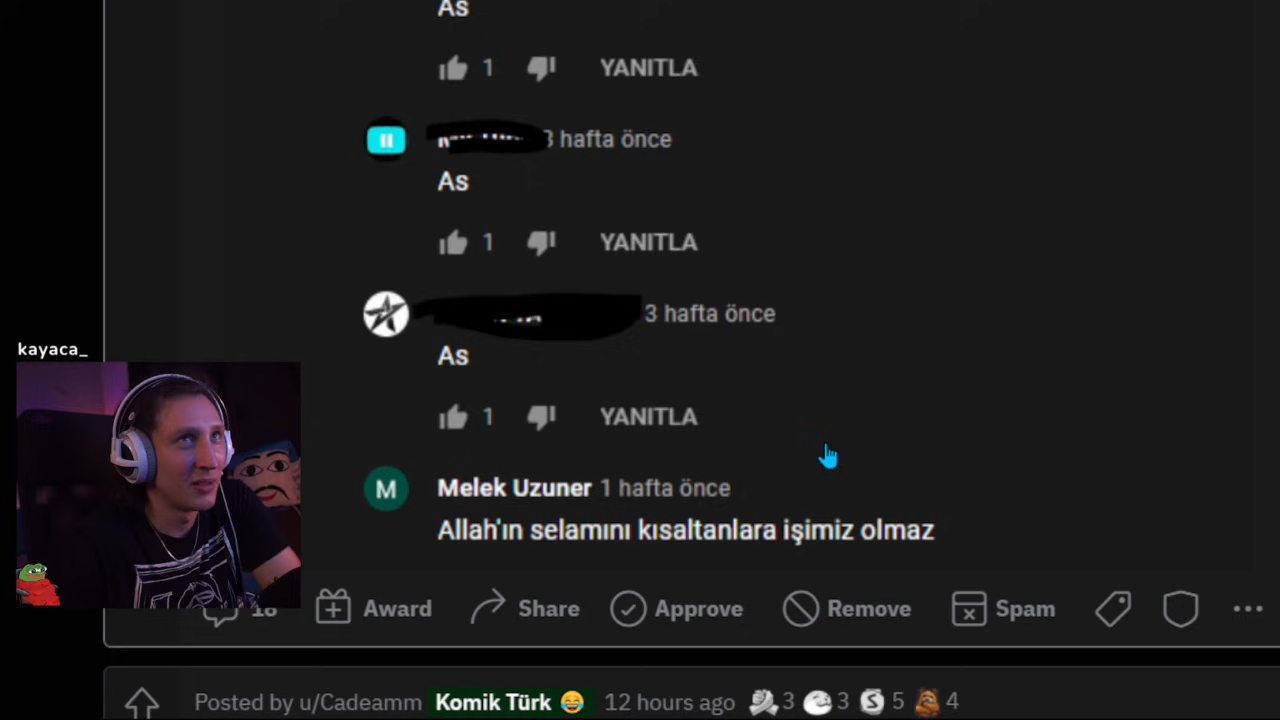 As
1 YANITLA
3 hafta önce
As
1 YANITLA
3 hafta önce
As
1 YANITLA
kayaca_
M Melek Uzuner 1 hafta önce
Allah'ın selamını kısaltanlara işimiz olmaz
18 Award Share Approve Remove Spam
Posted by u/Cadeamm Komik Türk 😂 12 hours ago 3 3 S 5 4